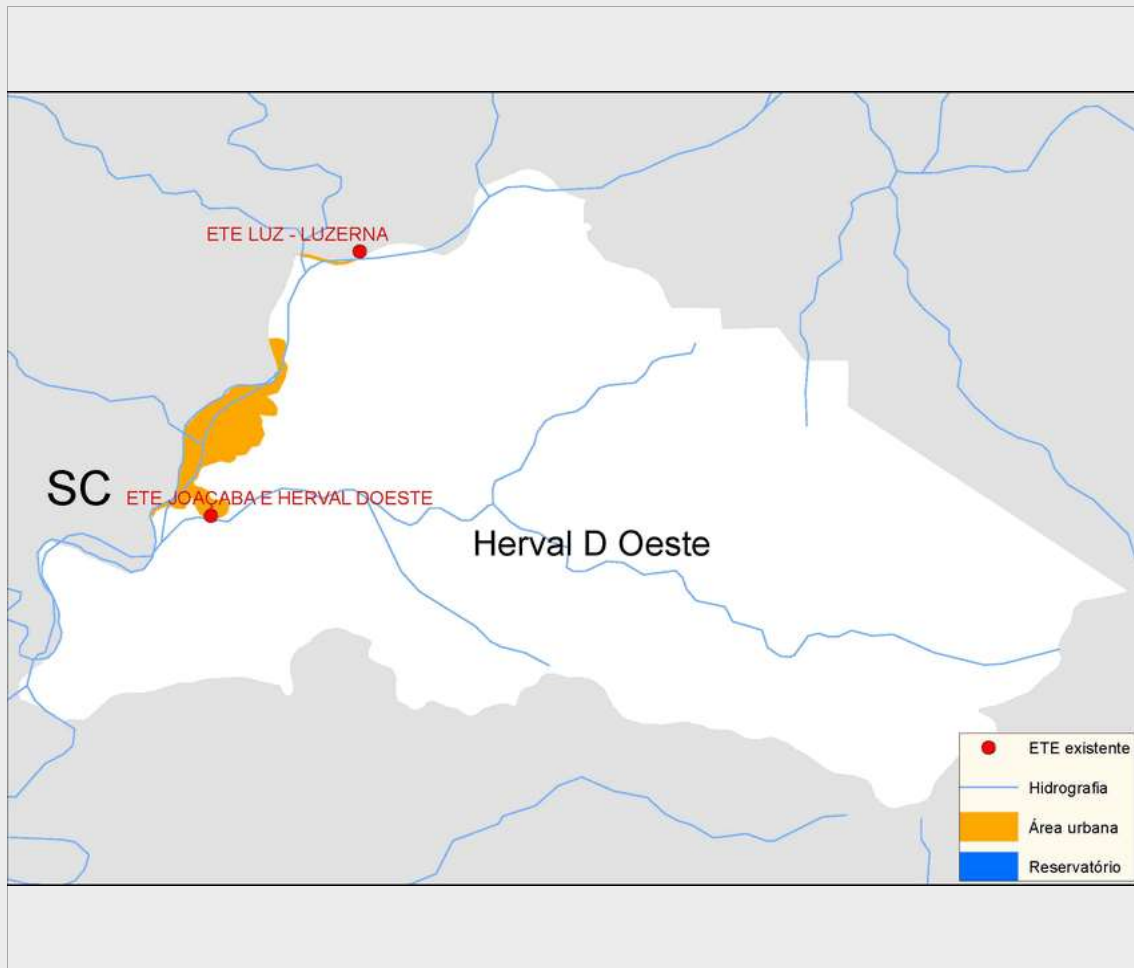 ETE LUZ - LUZERNA
SC
ETE JOAÇABA E HERVAL DOESTE
Herval D Oeste
ETE existente
Hidrografia
Área urbana
Reservatório